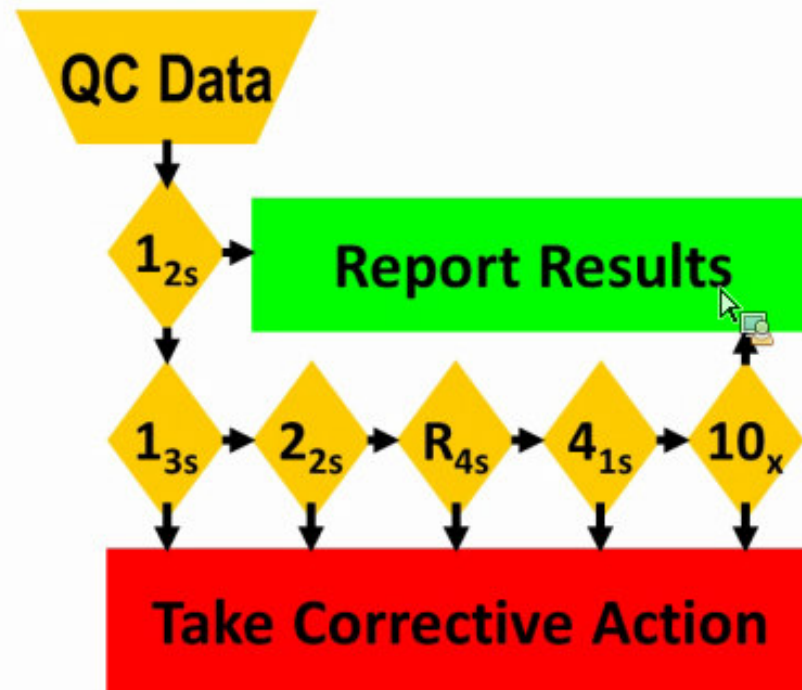 QC Data
1₂ₛ
Report Results
1₃ₛ 2₂ₛ R₄ₛ 4₁ₛ 10ₓ
Take Corrective Action